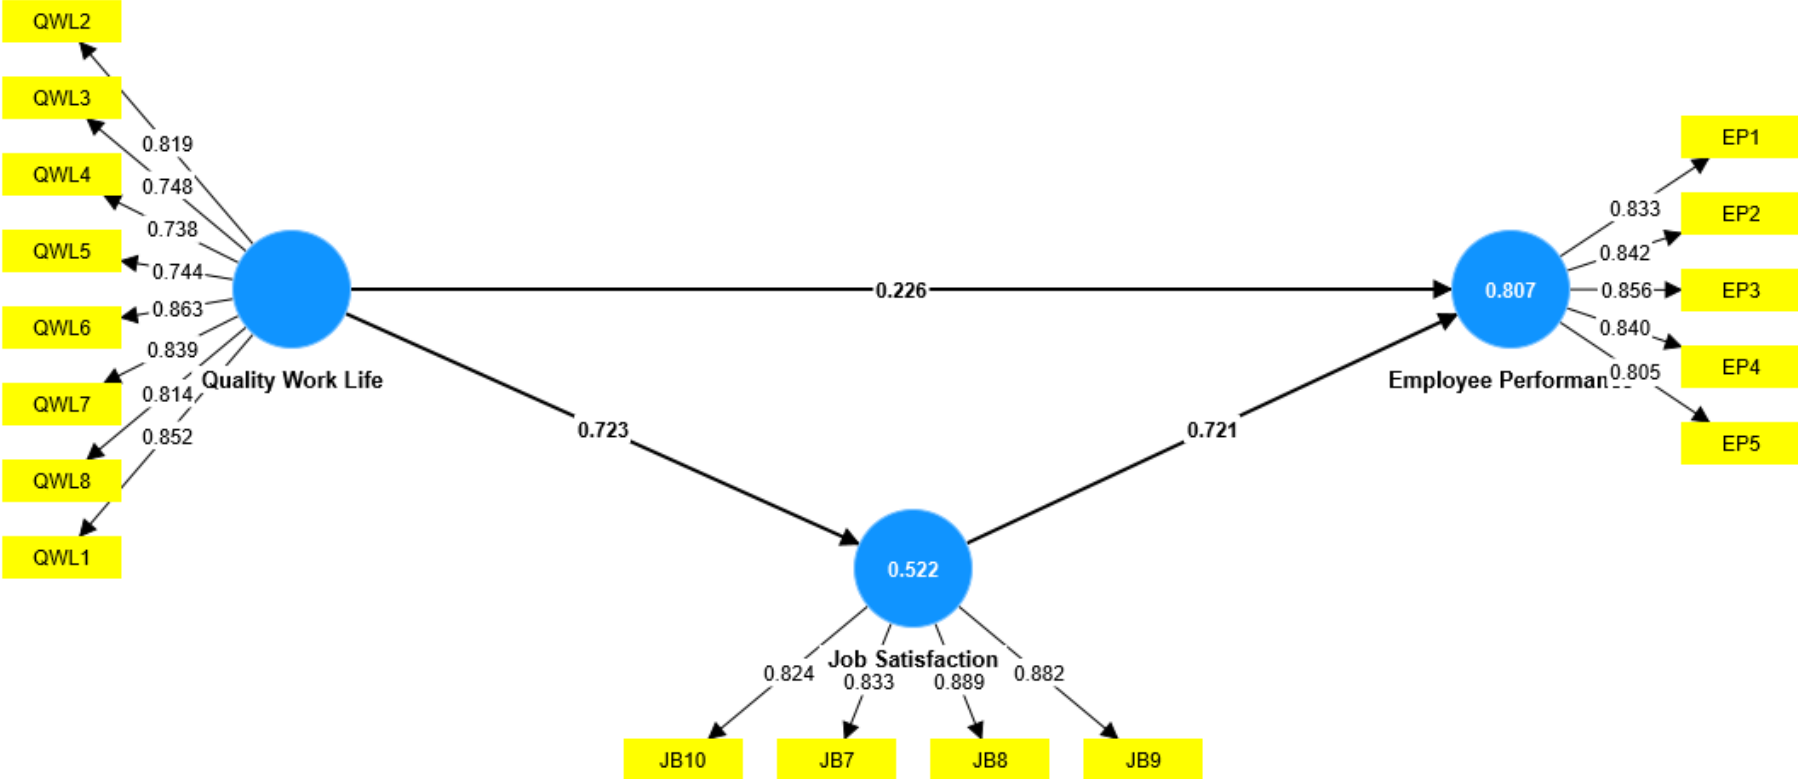 QWL2
QWL3
QWL4
QWL5
QWL6
QWL7
QWL8
QWL1
0.819
0.748
0.738
0.744
0.863
0.839
0.814
0.852
Quality Work Life
0.226
0.723
0.721
0.522
Job Satisfaction
0.824
0.833
0.889
0.882
JB10
JB7
JB8
JB9
0.807
Employee Performan
0.833
0.842
0.856
0.840
0.805
EP1
EP2
EP3
EP4
EP5